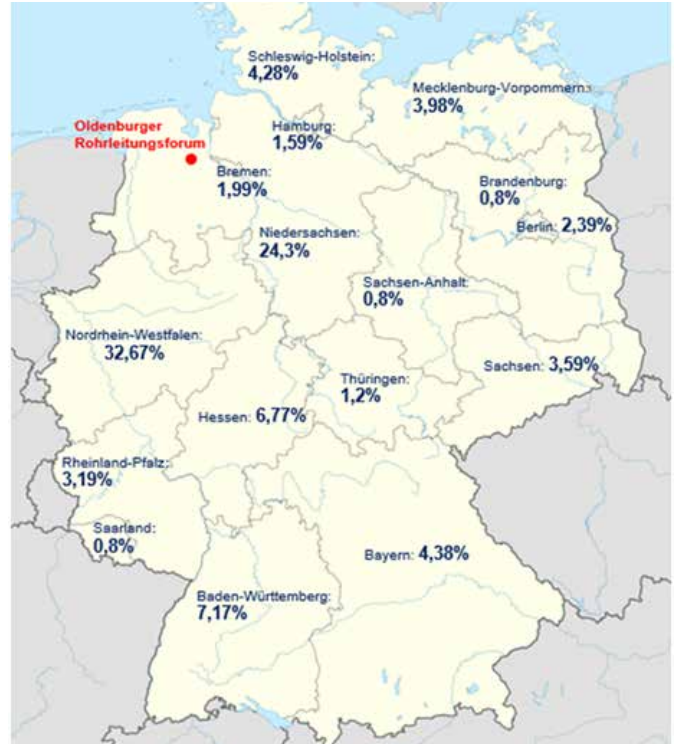 Schleswig-Holstein:
4,28%
Mecklenburg-Vorpommern:
3,98%
Oldenburger
Rohrleitungsforum
Hamburg:
1,59%
Bremen:
1,99%
Brandenburg:
0,8%
Berlin: 2,39%
Niedersachsen:
24,3%
Sachsen-Anhalt:
0,8%
Nordrhein-Westfalen:
32,67%
Sachsen: 3,59%
Thüringen:
1,2%
Hessen: 6,77%
Rheinland-Pfalz:
3,19%
Saarland:
0,8%
Bayern: 4,38%
Baden-Württemberg:
7,17%